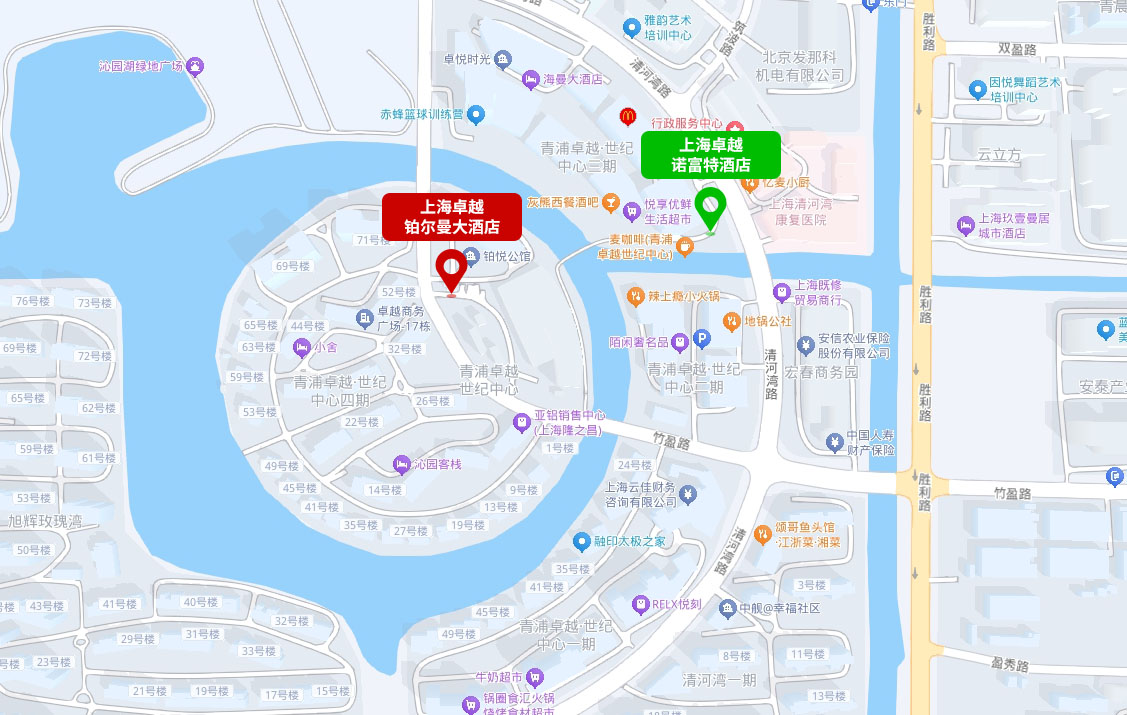 东门
胜利路
青晨
雅韵艺术
培训中心
筑波路
双盈路
北京发那科
机电有限公司
卓悦时光
沁园湖绿地广场
海曼大酒店
清河湾路
因悦舞蹈艺术
培训中心
赤蜂篮球训练营
行政服务中心
上海卓越
诺富特酒店
青浦卓越·世纪
中心三期
云立方
亿麦小厨
上海卓越
铂尔曼大酒店
灰熊西餐酒吧
悦享优鲜
生活超市
上海清河湾
康复医院
上海玖壹曼居
城市酒店
71号楼
麦咖啡(青浦
卓越世纪中心)
铂悦公馆
69号楼
52号楼
76号楼
73号楼
辣上瘾小火锅
上海既修
贸易商行
胜利路
卓越商务
广场-17栋
65号楼
44号楼
地锅公社
蓝
美
63号楼
小舍
32号楼
陌闲奢名品
P
安信农业保险
股份有限公司
69号楼
72号楼
59号楼
青浦卓越·世纪
中心四期
青浦卓越
世纪中心
青浦卓越·世纪
中心二期
清河湾路
宏春商务园
安泰产
胜利路
65号楼
62号楼
53号楼
26号楼
22号楼
亚铝销售中心
(上海隆之昌)
竹盈路
中国人寿
财产保险
59号楼
61号楼
1号楼
49号楼
沁园客栈
24号楼
45号楼
14号楼
9号楼
上海云佳财务
咨询有限公司
胜利路
竹盈路
53号楼
41号楼
13号楼
旭辉玫瑰湾
35号楼
27号楼
19号楼
颂哥鱼头馆
·江浙菜·湘菜
50号楼
融印太极之家
清河湾路
35号楼
41号楼
3号楼
43号楼
41号楼
40号楼
45号楼
RELX悦刻
中舰@幸福社区
32号楼
29号楼
31号楼
49号楼
青浦卓越·世纪
中心一期
33号楼
23号楼
8号楼
11号楼
盈秀路
牛奶超市
清河湾一期
21号楼
19号楼
17号楼
15号楼
13号楼
锅圈食汇火锅
烧烤食材超市